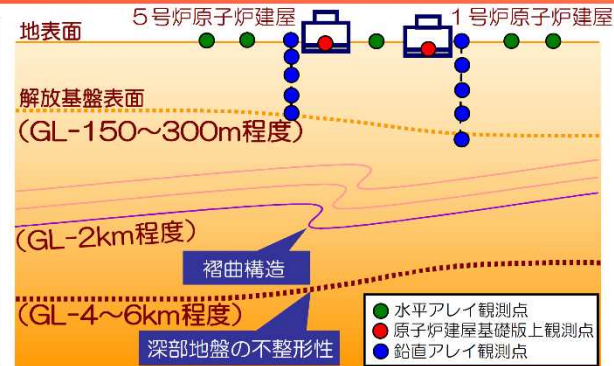 5号炉原子炉建屋
1号炉原子炉建屋
地表面
解放基盤表面
(GL-150～300m程度)
(GL-2km程度)
褶曲構造
(GL-4～6km程度)
深部地盤の不整形性
水平アレイ観測点
原子炉建屋基礎版上観測点
鉛直アレイ観測点